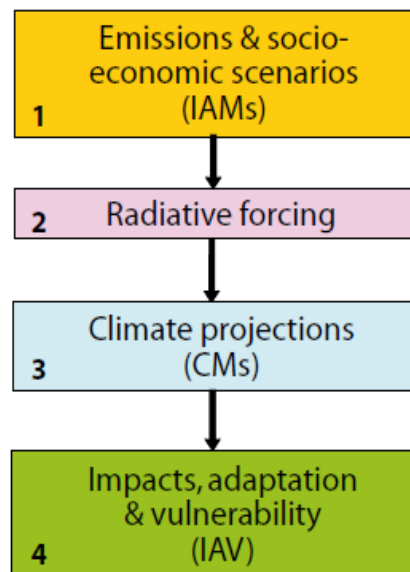 Emissions & socio-
economic scenarios
(IAMs)
1
Radiative forcing
2
Climate projections
(CMs)
3
Impacts, adaptation
& vulnerability
(IAV)
4